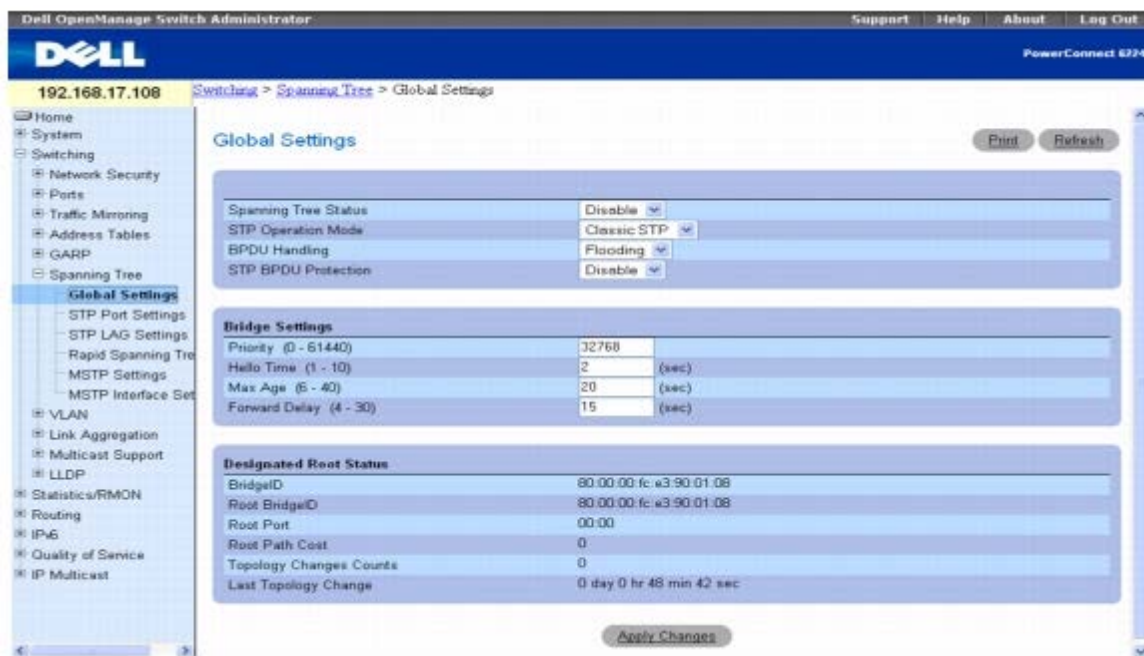 Dell OpenManage Switch Administrator
Support Help About Log Out
DELL
PowerConnect 6224
192.168.17.108
Switching > Spanning Tree > Global Settings
Home
System
Switching
Network Security
Ports
Traffic Mirroring
Address Tables
GARP
Spanning Tree
Global Settings
STP Port Settings
STP LAG Settings
Rapid Spanning Tre
MSTP Settings
MSTP Interface Set
VLAN
Link Aggregation
Multicast Support
LLDP
Statistics/RMON
Routing
IPv6
Quality of Service
IP Multicast
Global Settings
Print Refresh
Spanning Tree Status Disable
STP Operation Mode Classic STP
BPDU Handling Flooding
STP BPDU Protection Disable
Bridge Settings
Priority (0 - 61440) 32768
Hello Time (1 - 10) 2 (sec)
Max Age (6 - 40) 20 (sec)
Forward Delay (4 - 30) 15 (sec)
Designated Root Status
BridgeID 80:00:00:fc:e3:90:01:08
Root BridgeID 80:00:00:fc:e3:90:01:08
Root Port 00:00
Root Path Cost 0
Topology Changes Counts 0
Last Topology Change 0 day 0 hr 48 min 42 sec
Apply Changes